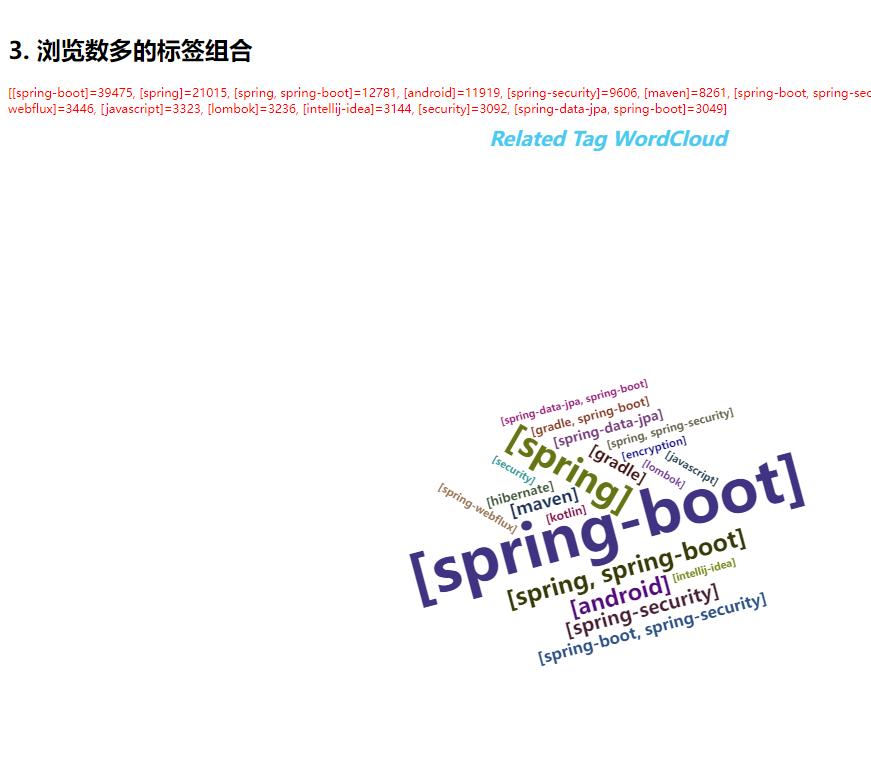 3. 浏览数多的标签组合
[[spring-boot]=39475, [spring]=21015, [spring, spring-boot]=12781, [android]=11919, [spring-security]=9606, [maven]=8261, [spring-boot, spring-sec
webflux]=3446, [javascript]=3323, [lombok]=3236, [intellij-idea]=3144, [security]=3092, [spring-data-jpa, spring-boot]=3049]
Related Tag WordCloud
[spring-data-jpa, spring-boot]
[gradle, spring-boot]
[spring-data-jpa]
[spring, spring-security]
[spring]
[encryption]
[gradle]
[javascript]
[security]
[lombok]
[hibernate]
[maven]
[spring-webflux]
[kotlin]
[spring-boot]
[spring, spring-boot]
[intellij-idea]
[android]
[spring-security]
[spring-boot, spring-security]